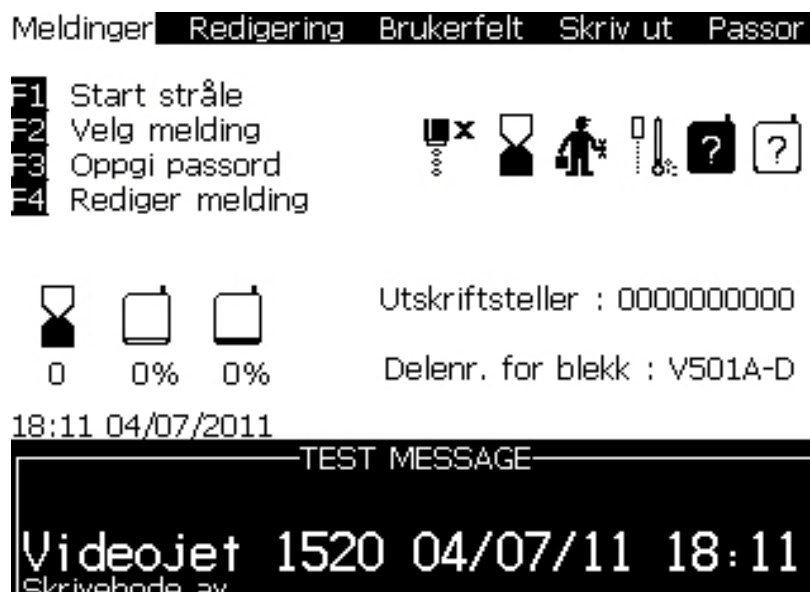 Meldinger Redigering Brukerfelt Skriv ut Passor
F1 Start stråle
F2 Velg melding
F3 Oppgi passord
F4 Rediger melding
? ?
Utskriftsteller : 0000000000
0 0% 0%
Delenr. for blekk : V501A-D
18:11 04/07/2011
TEST MESSAGE
Videojet 1520 04/07/11 18:11
Skrivehode av